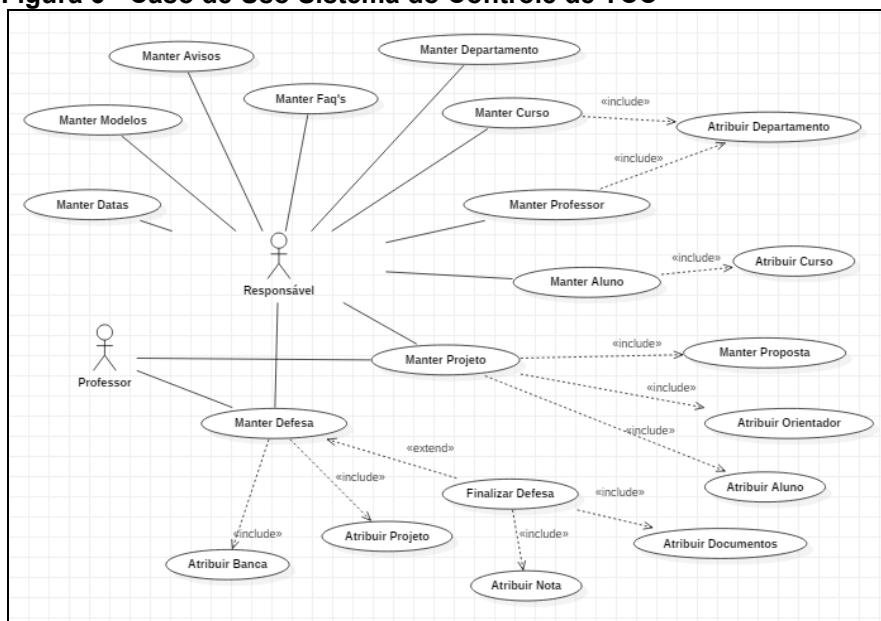 Figura 6 - Caso de Uso Sistema de Controle de TCC
Manter Avisos
Manter Departamento
Manter Faq's
Manter Modelos
Manter Curso
«include»
Atribuir Departamento
«include»
Manter Datas
Manter Professor
Responsável
Manter Aluno
«include»
Atribuir Curso
Professor
Manter Projeto
«include»
Manter Proposta
«include»
Atribuir Orientador
«include»
Atribuir Aluno
Manter Defesa
«extend»
«include»
Finalizar Defesa
«include»
Atribuir Projeto
«include»
Atribuir Banca
«include»
Atribuir Documentos
Atribuir Nota